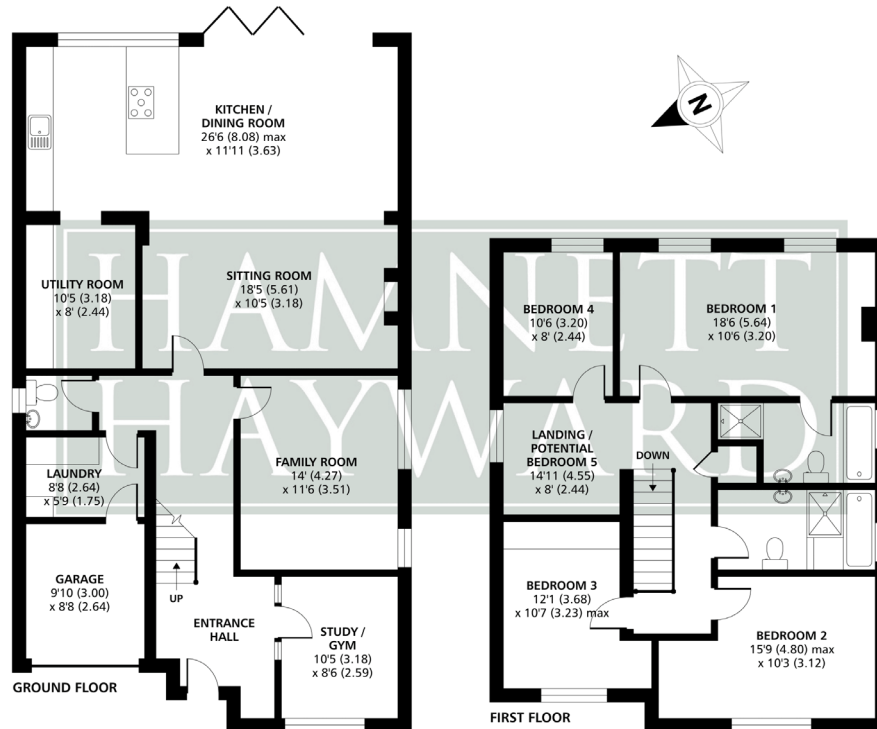 KITCHEN /
DINING ROOM
26'6 (8.08) max
x 11'11 (3.63)
N
HAMNETT
HAYWARD
UTILITY ROOM
10'5 (3.18)
x 8' (2.44)
SITTING ROOM
18'5 (5.61)
x 10'5 (3.18)
LAUNDRY
8'8 (2.64)
x 5'9 (1.75)
FAMILY ROOM
14' (4.27)
x 11'6 (3.51)
GARAGE
9'10 (3.00)
x 8'8 (2.64)
UP
ENTRANCE
HALL
STUDY /
GYM
10'5 (3.18)
x 8'6 (2.59)
GROUND FLOOR
BEDROOM 4
10'6 (3.20)
x 8' (2.44)
BEDROOM 1
18'6 (5.64)
x 10'6 (3.20)
LANDING /
POTENTIAL
BEDROOM 5
14'11 (4.55)
x 8' (2.44)
DOWN
BEDROOM 3
12'1 (3.68)
x 10'7 (3.23) max
BEDROOM 2
15'9 (4.80) max
x 10'3 (3.12)
FIRST FLOOR